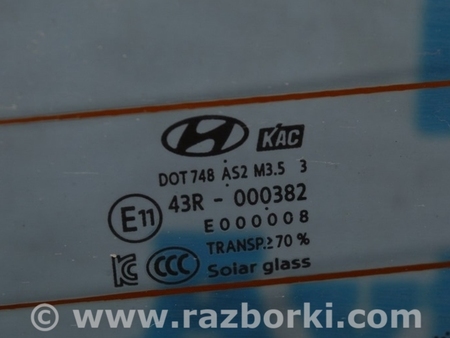 KAC
DOT 748 AS2 M3.5 3
E11 43R - 000382
E000008
TRANSP.≥70 %
KC CCC Solar glass
© www.razborki.com